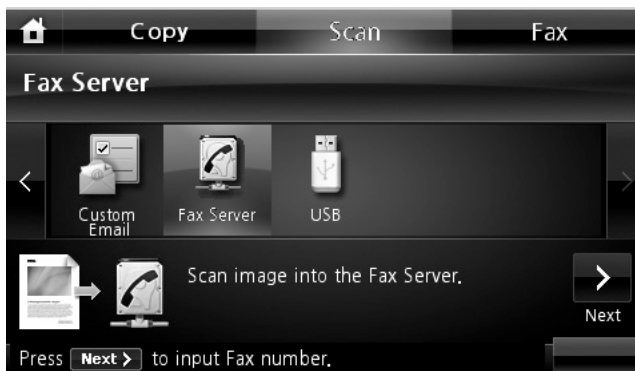 Copy Scan Fax
Fax Server
Custom Email Fax Server USB
Scan image into the Fax Server.
Next
Press Next > to input Fax number.